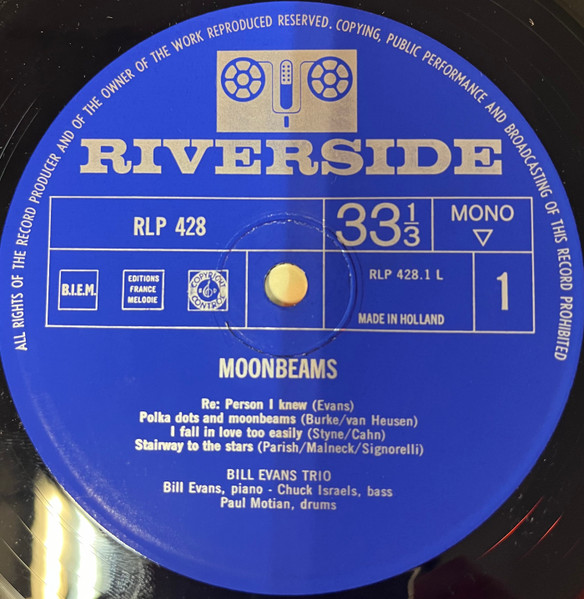 ALL RIGHTS OF THE RECORD PRODUCER AND OF THE OWNER OF THE WORK REPRODUCED RESERVED. COPYING, PUBLIC PERFORMANCE AND BROADCASTING OF THIS RECORD PROHIBITED
RIVERSIDE
RLP 428
33 1/3
MONO
B.I.E.M.
EDITIONS
FRANCE
MELODIE
COPYRIGHT
CONTROL
RLP 428.1 L
MADE IN HOLLAND
1
MOONBEAMS
Re: Person I knew (Evans)
Polka dots and moonbeams (Burke/van Heusen)
I fall in love too easily (Styne/Cahn)
Stairway to the stars (Parish/Malneck/Signorelli)
BILL EVANS TRIO
Bill Evans, piano - Chuck Israels, bass
Paul Motian, drums